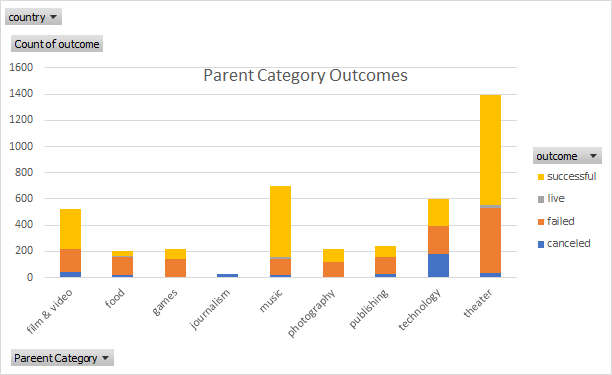 country
Count of outcome
Parent Category Outcomes
1600
1400
1200
1000
800
600
400
200
0
film & video
food
games
journalism
music
photography
publishing
technology
theater
outcome
successful
live
failed
canceled
Pareent Category